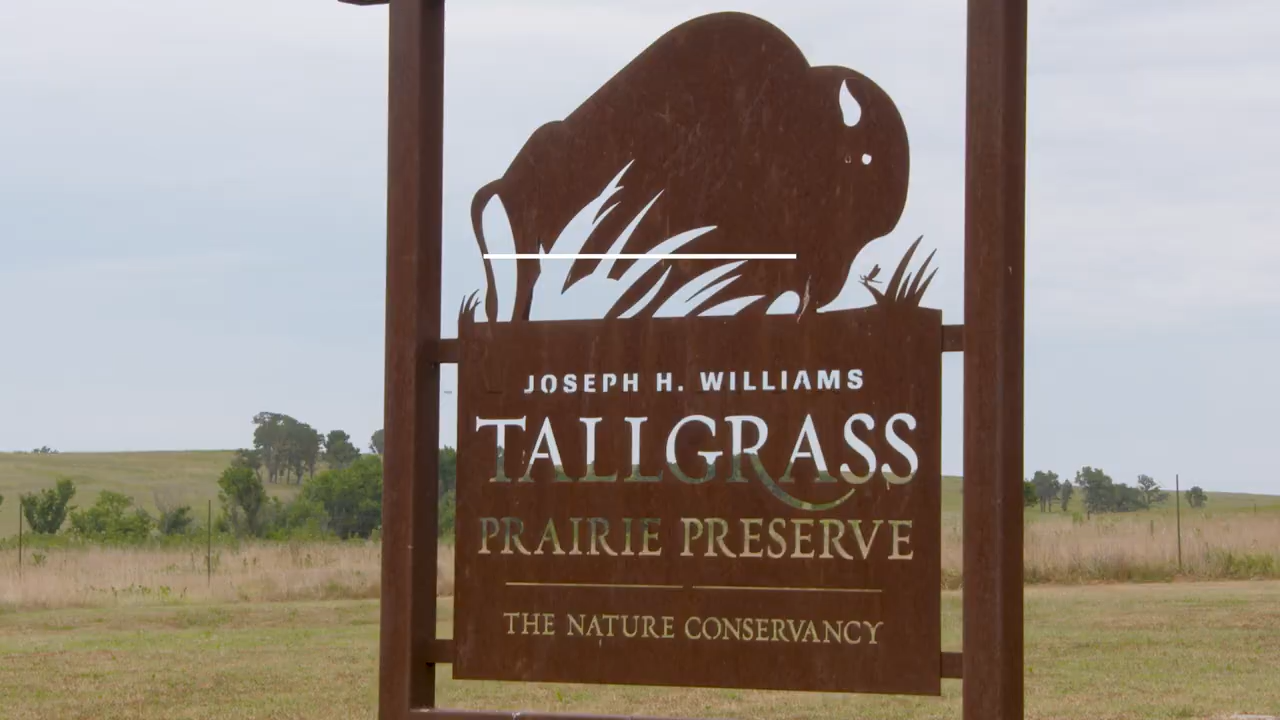 JOSEPH H. WILLIAMS
TALLGRASS
PRAIRIE PRESERVE
THE NATURE CONSERVANCY